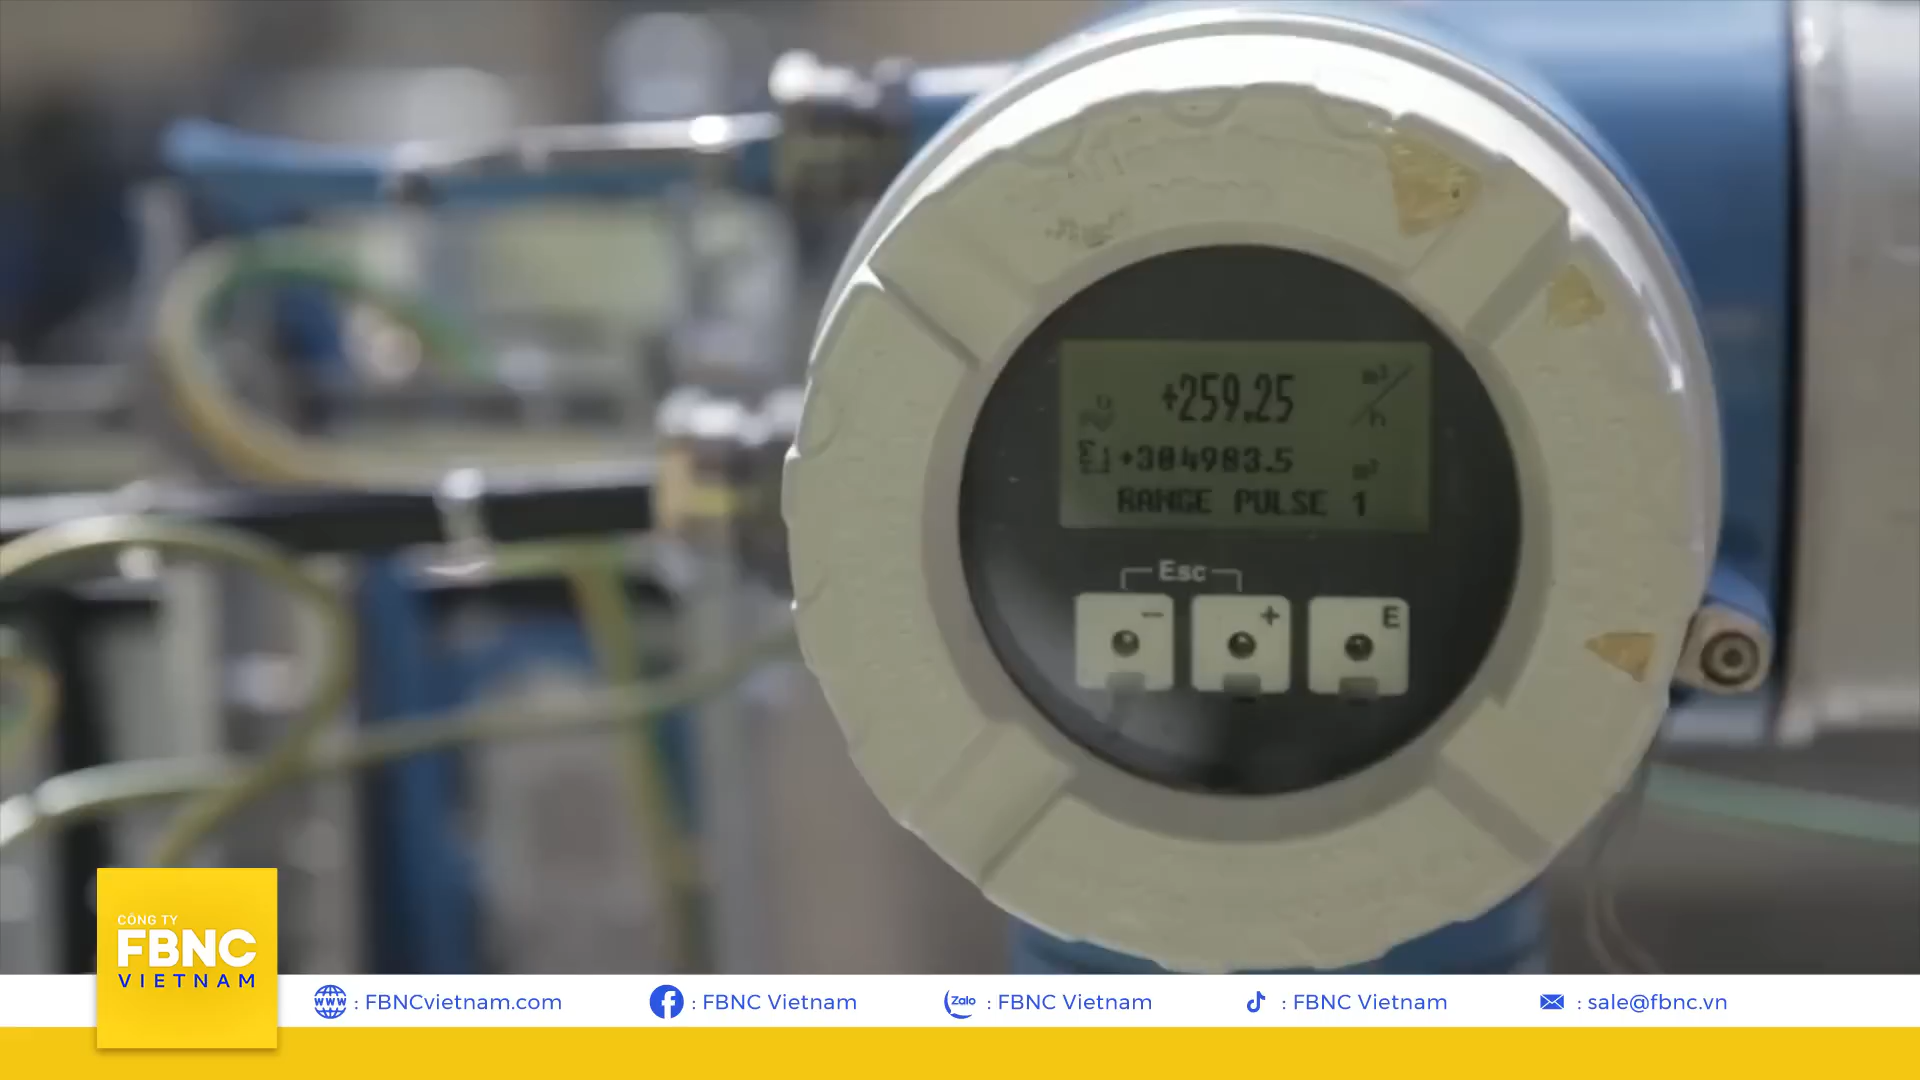 +259.25 m³/h
Σ1 +304983.5 m³
RANGE PULSE 1
Esc
- + E
CÔNG TY
FBNC
VIETNAM
www : FBNCvietnam.com
: FBNC Vietnam
Zalo : FBNC Vietnam
: FBNC Vietnam
: sale@fbnc.vn